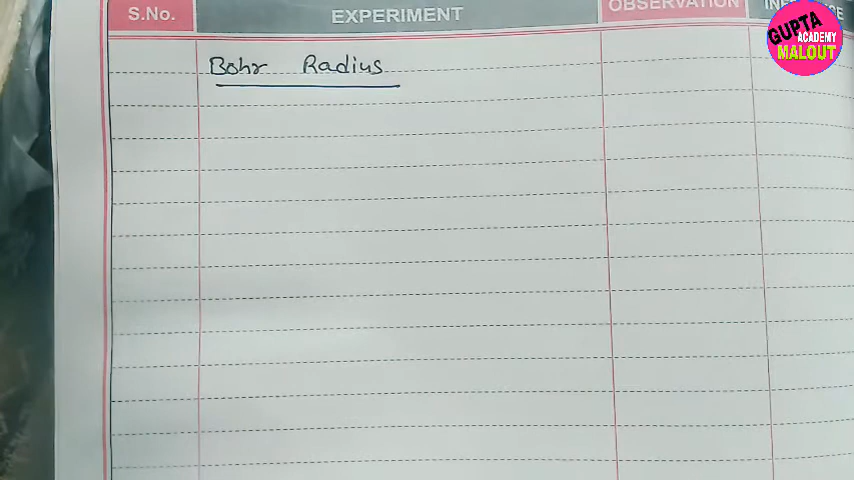 S.No.
EXPERIMENT
OBSERVATION
GUPTA
ACADEMY
MALOUT
Bohr Radius